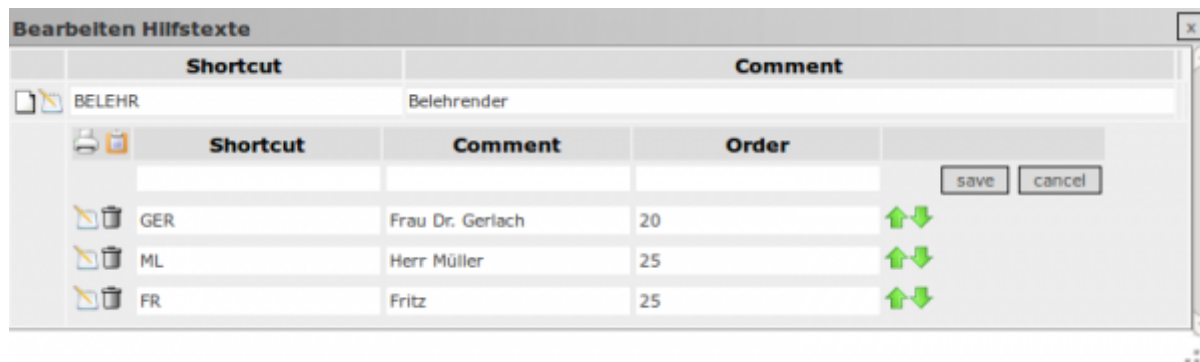 Bearbeiten Hilfstexte x
Shortcut Comment
BELEHR Belehrender
Shortcut Comment Order
save cancel
GER Frau Dr. Gerlach 20
ML Herr Müller 25
FR Fritz 25